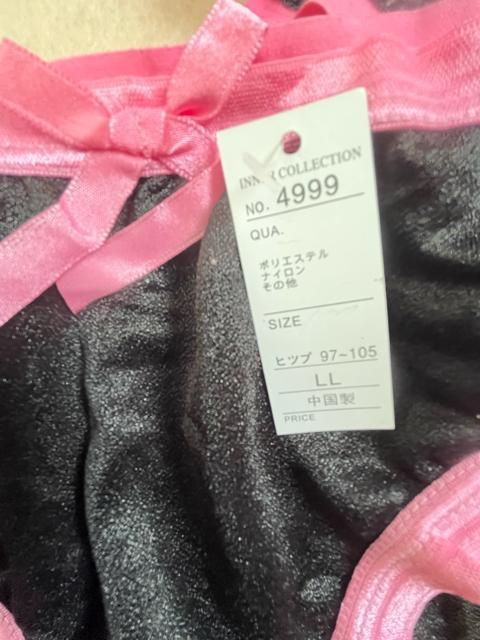 INNER COLLECTION
NO. 4999
QUA.
ポリエステル
ナイロン
その他
SIZE
ヒップ 97~105
LL
中国製
PRICE